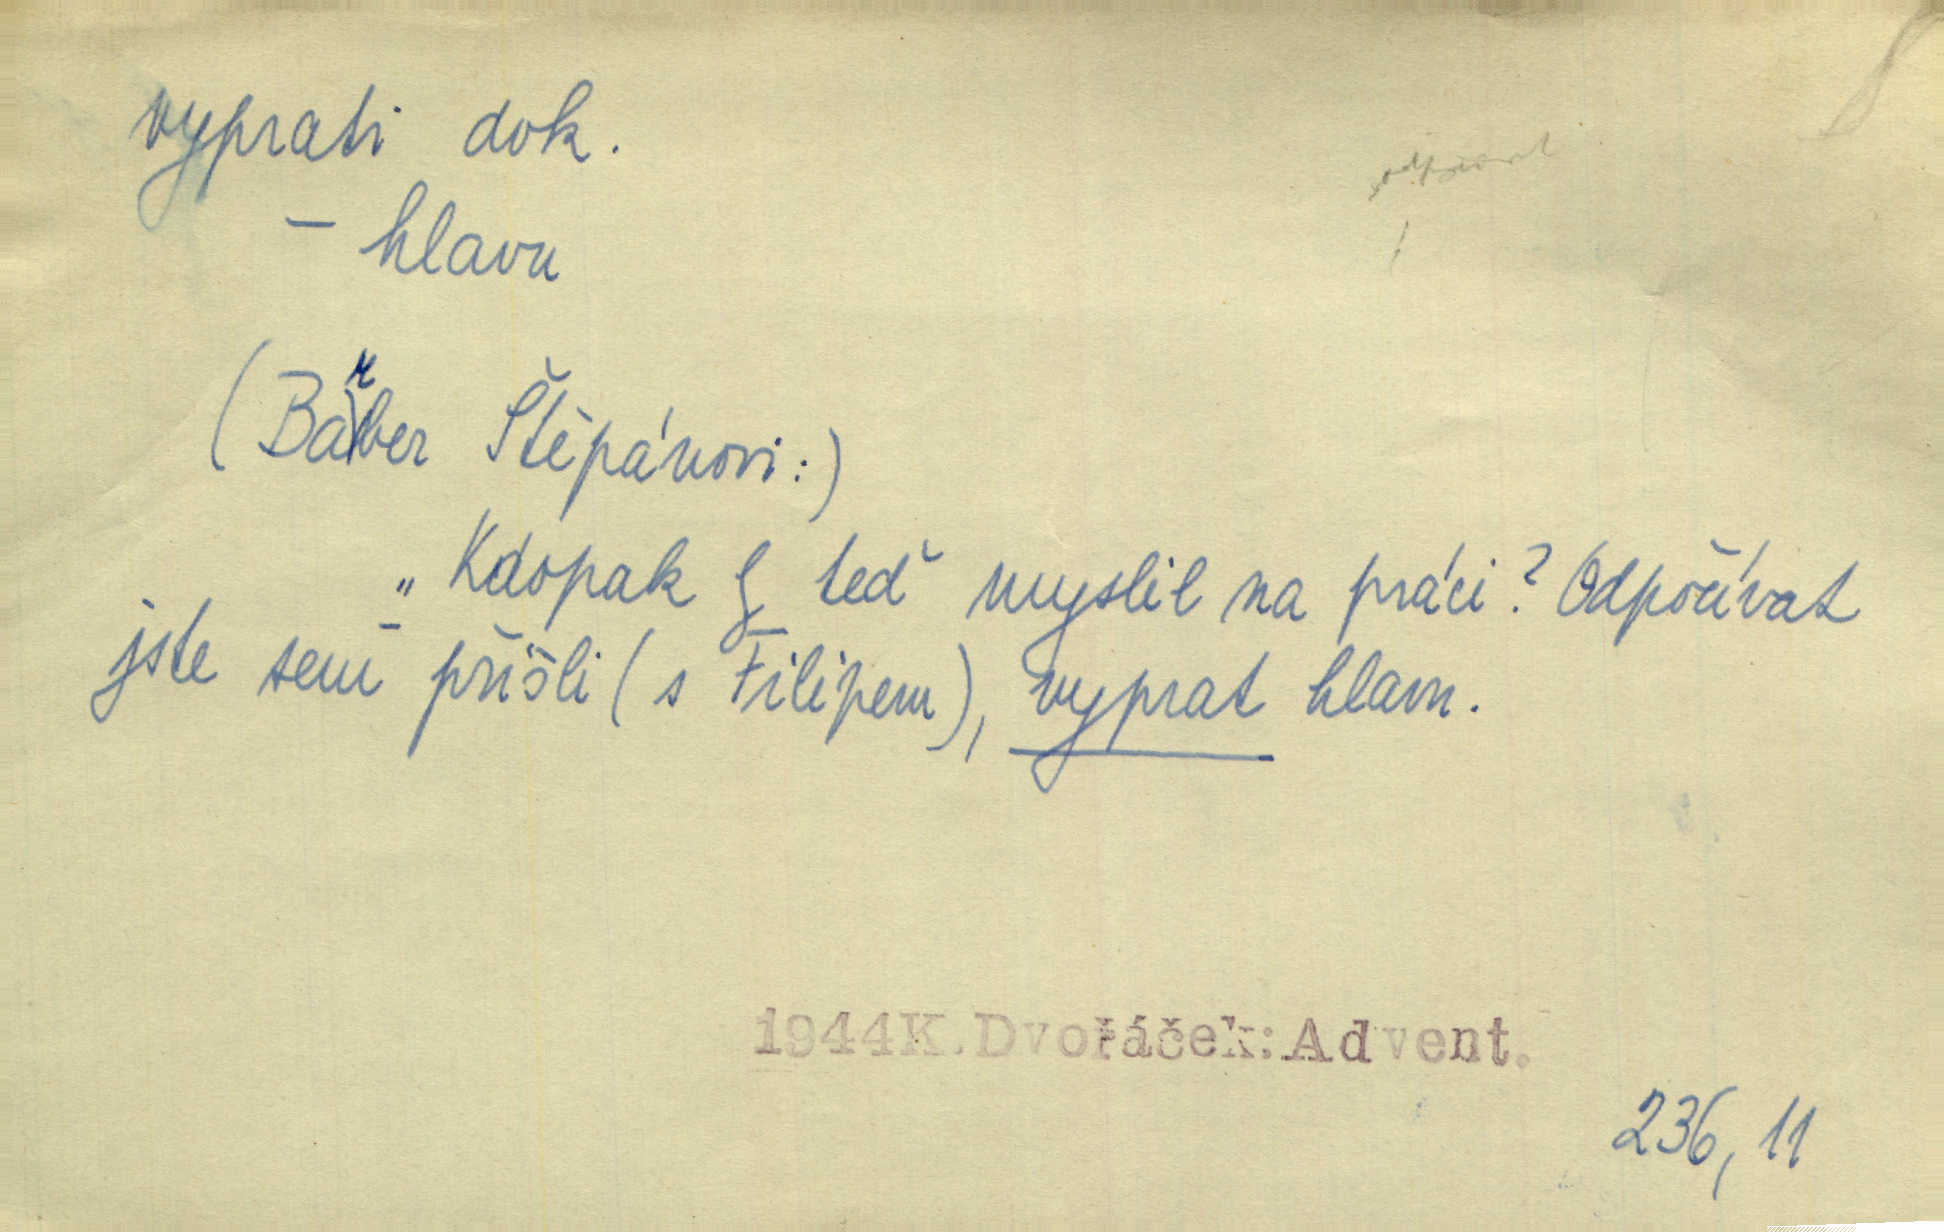 vyprati dok.
– hlavu
(Barber Štěpánovi:)
„Kdopak by teď myslil na práci? Odpočívat
jste sem přišli (s Filipem), vyprat hlavu.
1944K.Dvořáček:Advent.
236, 11